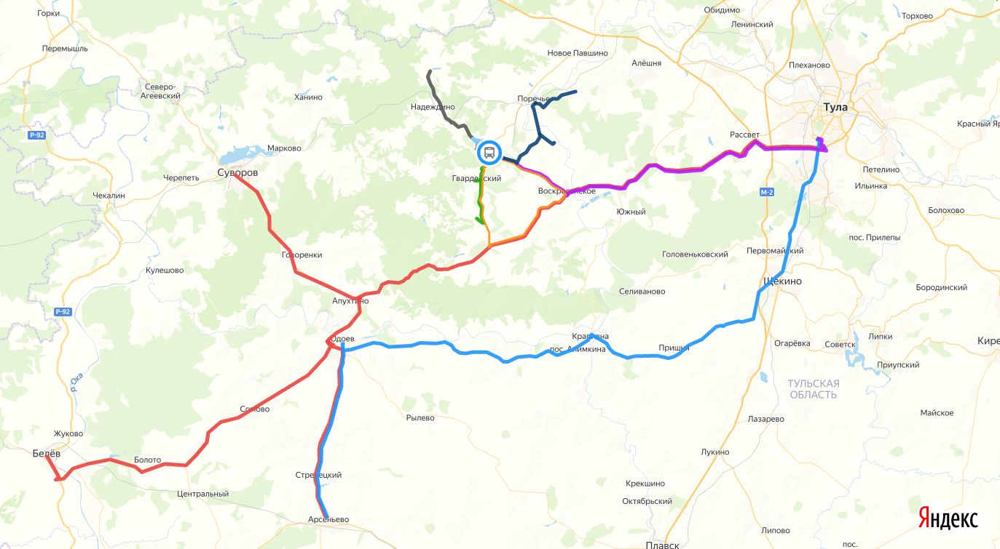 Горки
Обидимо
Торхово
Ленинский
Перемышль
Новое Павшино
Алёшня
Плеханово
Северо-
Агеевский
Ханино
Поречье
Надеждино
Тула
Красный Яр
Р-92
Рассвет
Марково
Суворов
Черепеть
Гвардейский
Петелино
Ильинка
Чекалин
Воскресенское
М-2
Южный
Болохово
пос. Прилепы
Говоренки
Головеньковский
Первомайский
Кулешово
Щёкино
Селиваново
Бородинский
Апухтино
Р-92
Одоев
Крапивна
пос. Алимкина
Пришня
Огарёвка
Советск
Липки
Кире
Приупский
р. Ока
ТУЛЬСКАЯ
ОБЛАСТЬ
Сомово
Рылево
Лазарево
Майское
Жуково
Белёв
Болото
Лукино
Стрелецкий
Крекшино
Центральный
Октябрьский
Арсеньево
Яндекс
Липово
Плавск
пос.